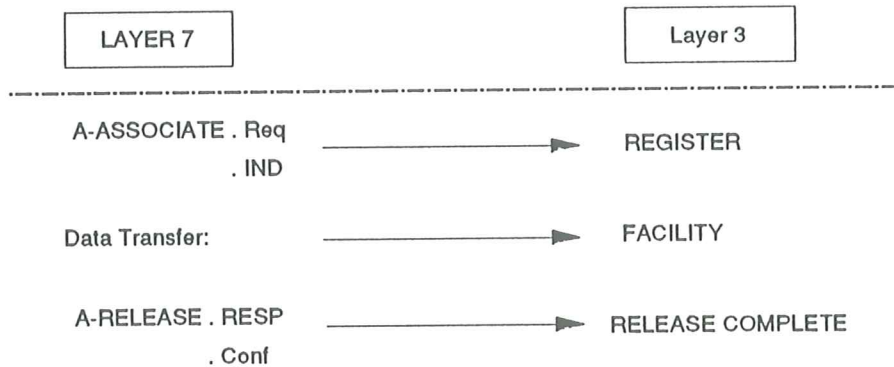 LAYER 7 Layer 3
A-ASSOCIATE . Req REGISTER
. IND
Data Transfer: FACILITY
A-RELEASE . RESP RELEASE COMPLETE
. Conf